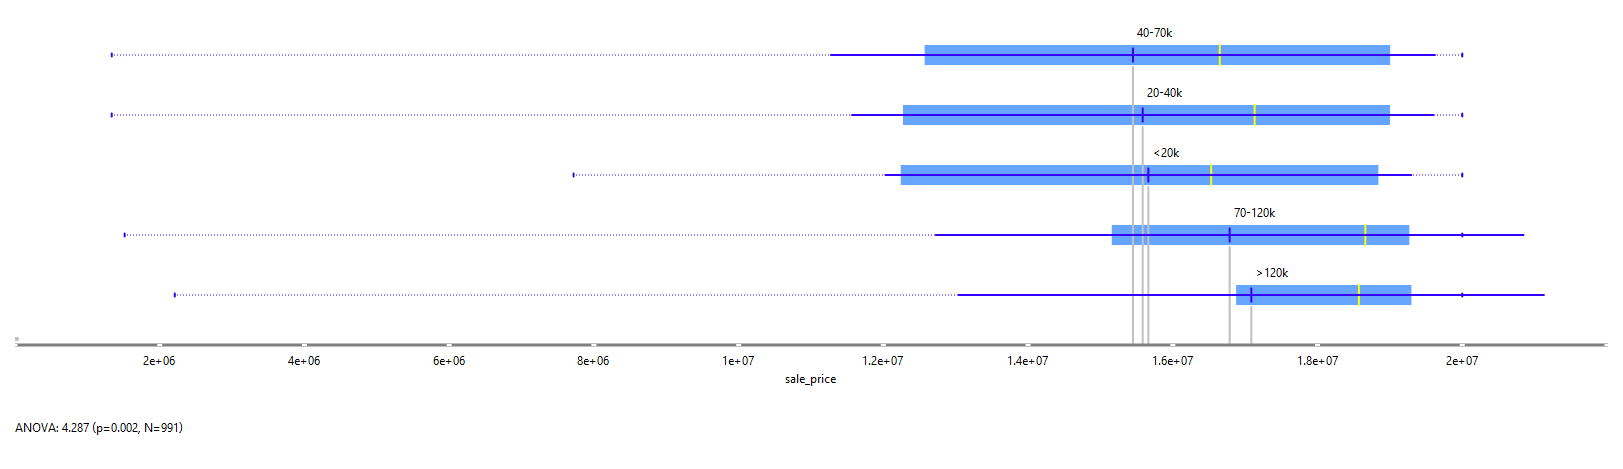 40-70k
20-40k
<20k
70-120k
>120k
2e+06 4e+06 6e+06 8e+06 1e+07 1.2e+07 1.4e+07 1.6e+07 1.8e+07 2e+07
sale_price
ANOVA: 4.287 (p=0.002, N=991)